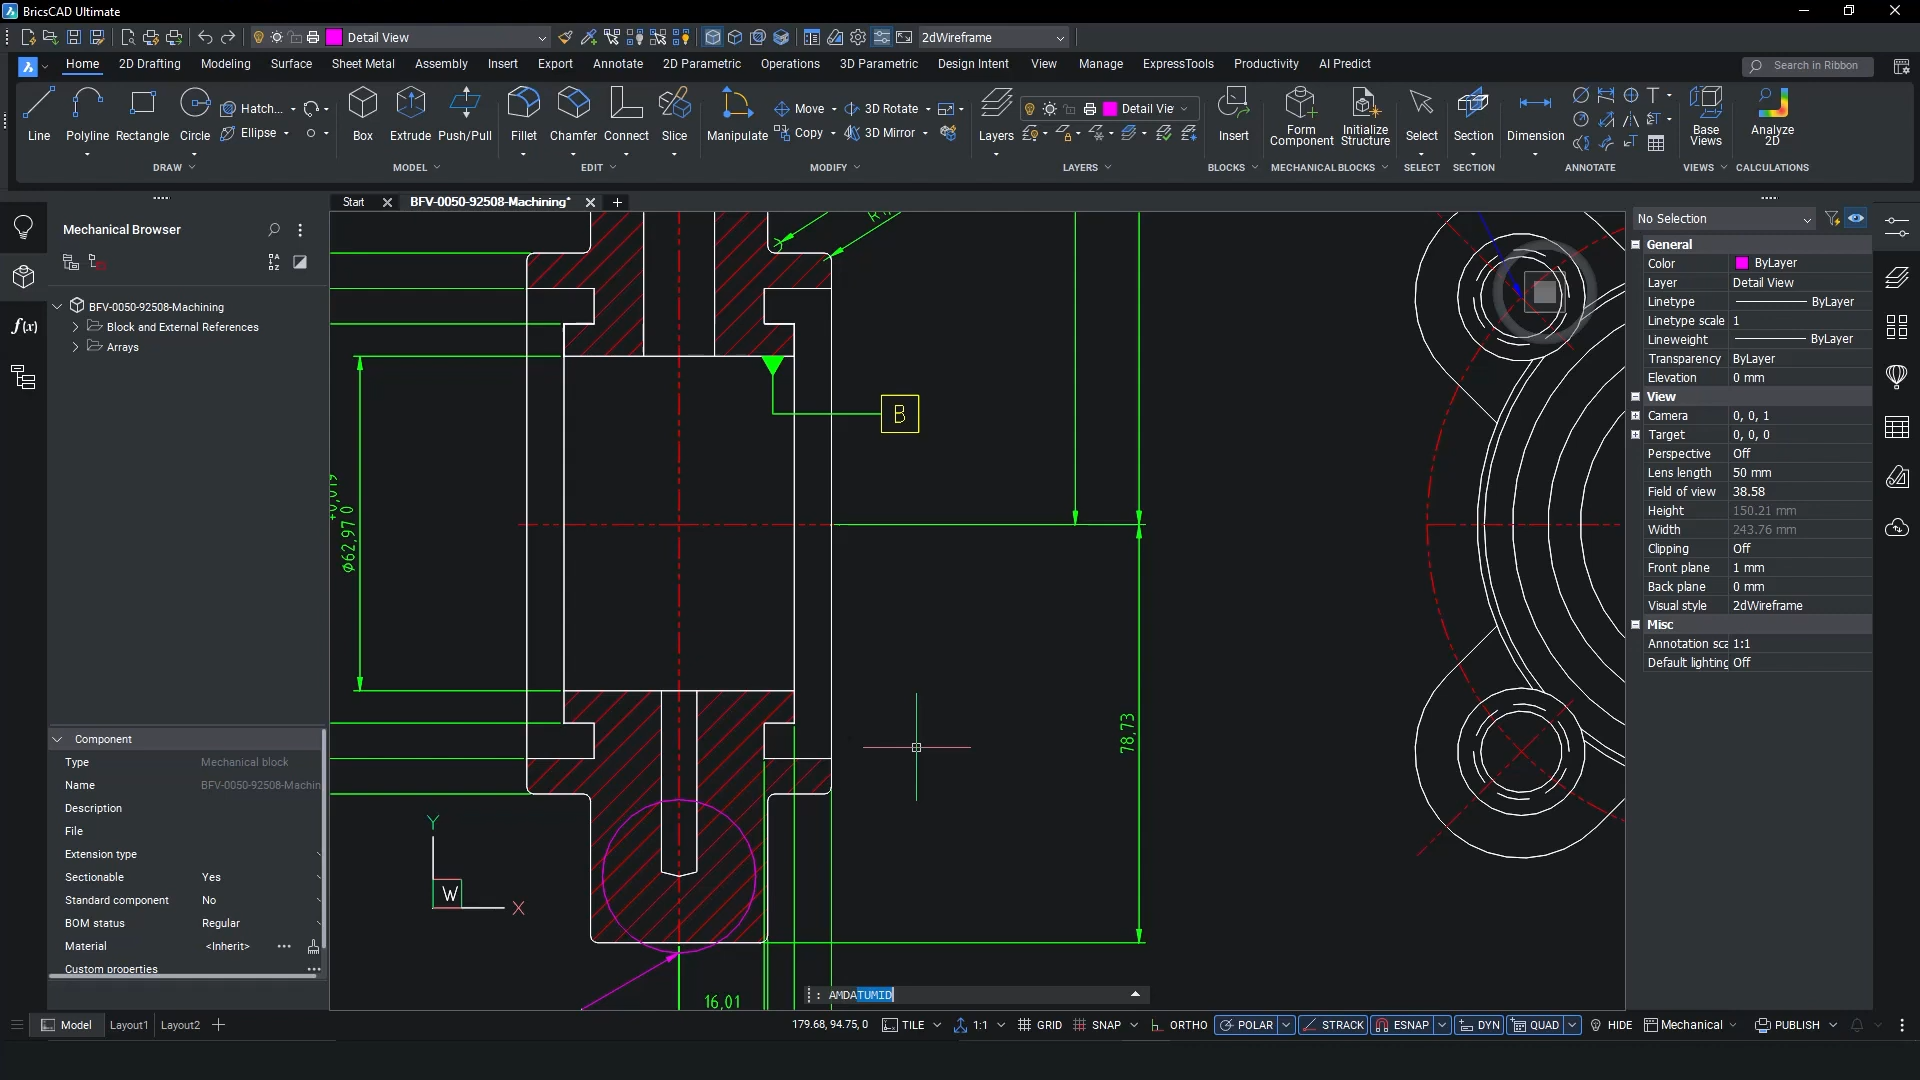 BricsCAD Ultimate
Detail View
2dWireframe
Home 2D Drafting Modeling Surface Sheet Metal Assembly Insert Export Annotate 2D Parametric Operations 3D Parametric Design Intent View Manage ExpressTools Productivity AI Predict
Search in Ribbon
Line Polyline Rectangle Circle Hatch... Ellipse
Box Extrude Push/Pull
Fillet Chamfer Connect Slice
Manipulate Move Copy 3D Rotate 3D Mirror
Layers Detail Vie
Insert
Form Component Initialize Structure
Select
Section
Dimension
Base Views
Analyze 2D
DRAW MODEL EDIT MODIFY LAYERS BLOCKS MECHANICAL BLOCKS SELECT SECTION ANNOTATE VIEWS CALCULATIONS
Start BFV-0050-92508-Machining*
Mechanical Browser
BFV-0050-92508-Machining
Block and External References
Arrays
f(x)
Component
Type Mechanical block
Name BFV-0050-92508-Machin
Description
File
Extension type
Sectionable Yes
Standard component No
BOM status Regular
Material <Inherit>
Custom properties
B
Φ62,97 0
+0,019
78,73
16,01
Y
W
X
: AMDATUMID
No Selection
General
Color ByLayer
Layer Detail View
Linetype ByLayer
Linetype scale 1
Lineweight ByLayer
Transparency ByLayer
Elevation 0 mm
View
Camera 0, 0, 1
Target 0, 0, 0
Perspective Off
Lens length 50 mm
Field of view 38.58
Height 150.21 mm
Width 243.76 mm
Clipping Off
Front plane 1 mm
Back plane 0 mm
Visual style 2dWireframe
Misc
Annotation sca 1:1
Default lighting Off
Model Layout1 Layout2
179.68, 94.75, 0 TILE 1:1 GRID SNAP ORTHO POLAR STRACK ESNAP DYN QUAD HIDE Mechanical PUBLISH